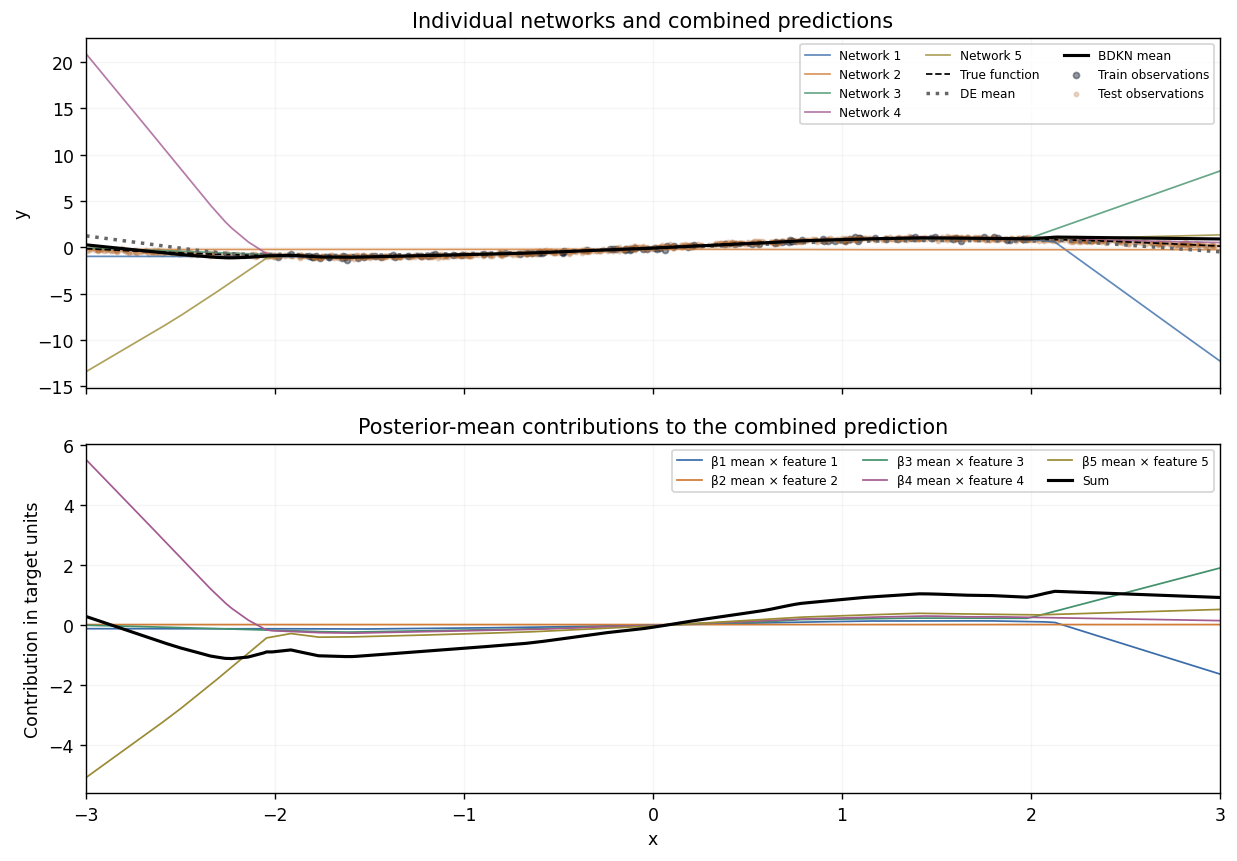 Individual networks and combined predictions
Network 1
Network 2
Network 3
Network 4
Network 5
True function
DE mean
BDKN mean
Train observations
Test observations
20
15
10
5
0
−5
−10
−15
y
Posterior-mean contributions to the combined prediction
β1 mean × feature 1
β2 mean × feature 2
β3 mean × feature 3
β4 mean × feature 4
β5 mean × feature 5
Sum
6
4
2
0
−2
−4
Contribution in target units
−3 −2 −1 0 1 2 3
x